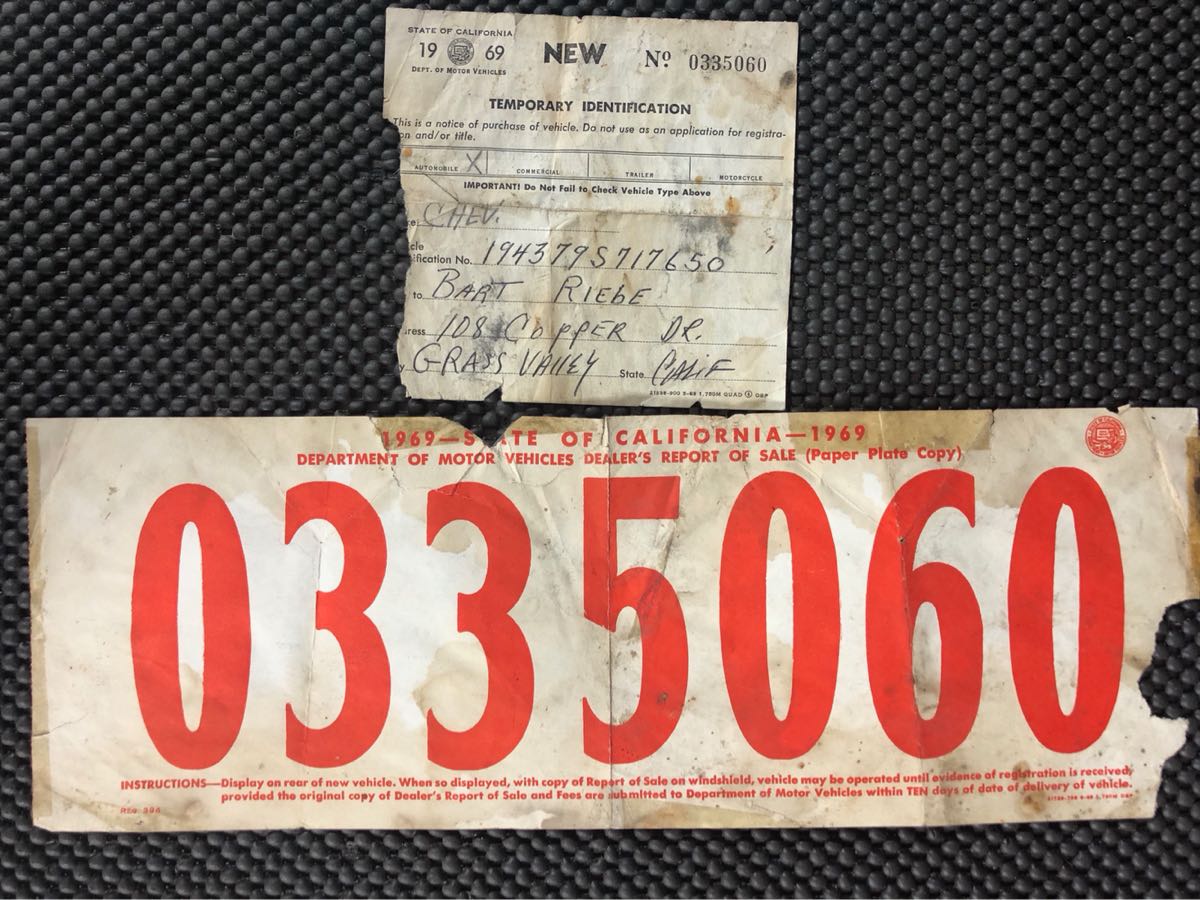 STATE OF CALIFORNIA
19 69
DEPT. OF MOTOR VEHICLES
NEW
Nº 0335060
TEMPORARY IDENTIFICATION
This is a notice of purchase of vehicle. Do not use as an application for registra-
on and/or title.
AUTOMOBILE X COMMERCIAL TRAILER MOTORCYCLE
IMPORTANT! Do Not Fail to Check Vehicle Type Above
CHEV.
cle
ification No. 194379S717650
to BART RIEBE
ress 108 COPPER DR.
y GRASS VALLEY State CALIF
1969—STATE OF CALIFORNIA—1969
DEPARTMENT OF MOTOR VEHICLES DEALER'S REPORT OF SALE (Paper Plate Copy)
0335060
INSTRUCTIONS—Display on rear of new vehicle. When so displayed, with copy of Report of Sale on windshield, vehicle may be operated until evidence of registration is received,
provided the original copy of Dealer's Report of Sale and Fees are submitted to Department of Motor Vehicles within TEN days of date of delivery of vehicle.